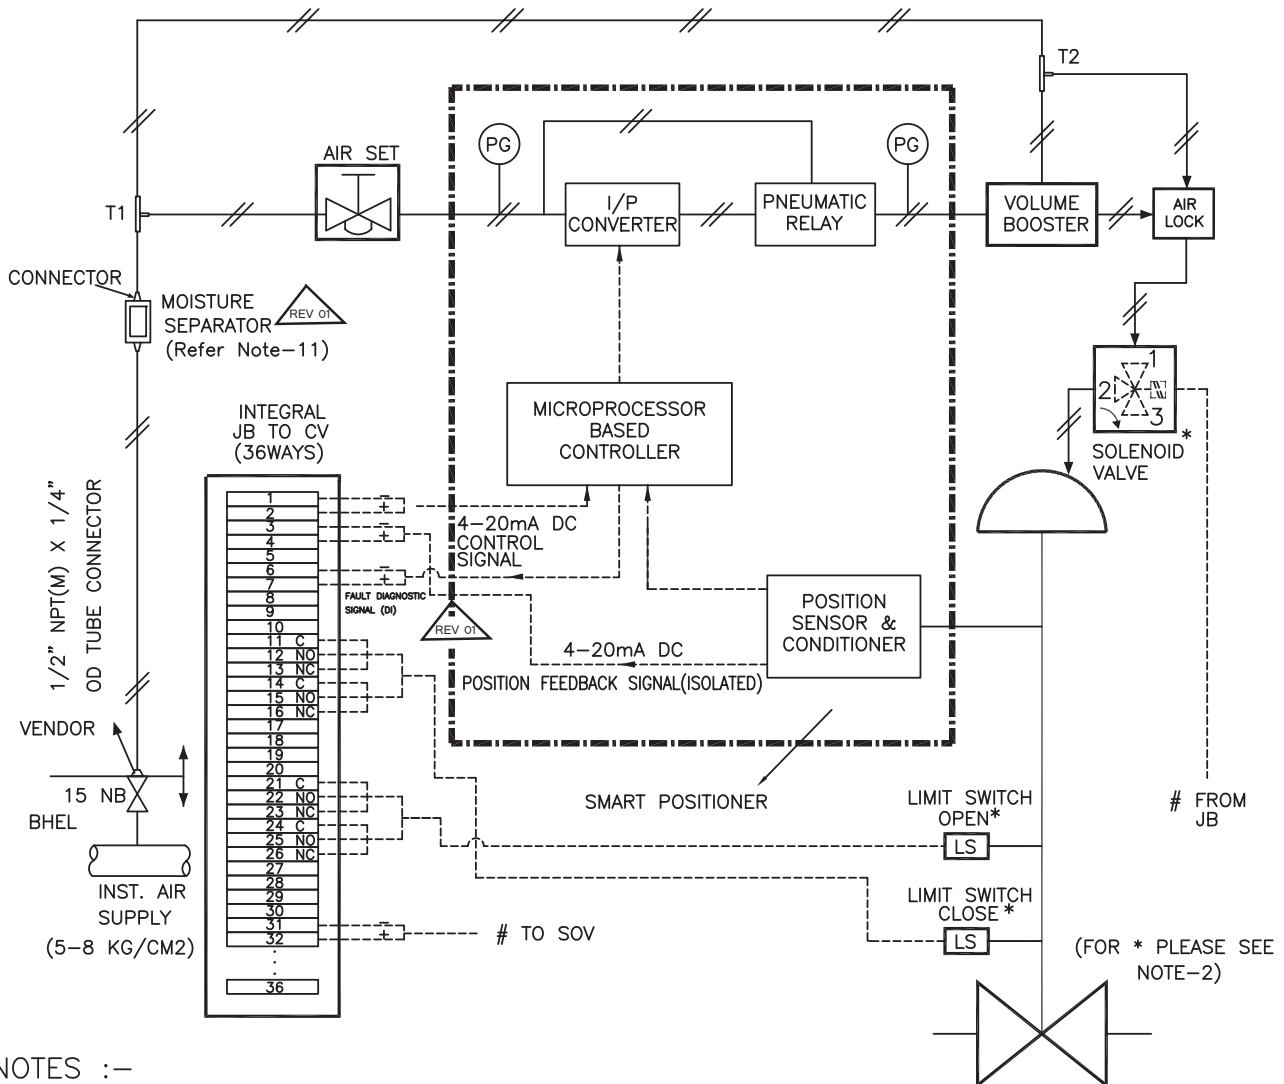 T2
AIR SET
PG
PG
T1
I/P
CONVERTER
PNEUMATIC
RELAY
VOLUME
BOOSTER
AIR
LOCK
CONNECTOR
MOISTURE
SEPARATOR
(Refer Note-11)
REV 01
INTEGRAL
JB TO CV
(36WAYS)
MICROPROCESSOR
BASED
CONTROLLER
1
2
3
SOLENOID*
VALVE
1/2" NPT(M) X 1/4"
OD TUBE CONNECTOR
1 -
2 +
3 -
4 +
5
6 -
7 +
8
9
10
11 C
12 NO
13 NC
14 C
15 NO
16 NC
17
18
19
20
21 C
22 NO
23 NC
24 C
25 NO
26 NC
27
28
29
30
31 -
32 +
36
4-20mA DC
CONTROL
SIGNAL
FAULT DIAGNOSTIC
SIGNAL (DI)
REV 01
POSITION
SENSOR &
CONDITIONER
4-20mA DC
POSITION FEEDBACK SIGNAL(ISOLATED)
VENDOR
15 NB
BHEL
INST. AIR
SUPPLY
(5-8 KG/CM2)
SMART POSITIONER
LIMIT SWITCH
OPEN*
LS
# FROM
JB
LIMIT SWITCH
CLOSE*
LS
# TO SOV
(FOR * PLEASE SEE
NOTE-2)
NOTES :-